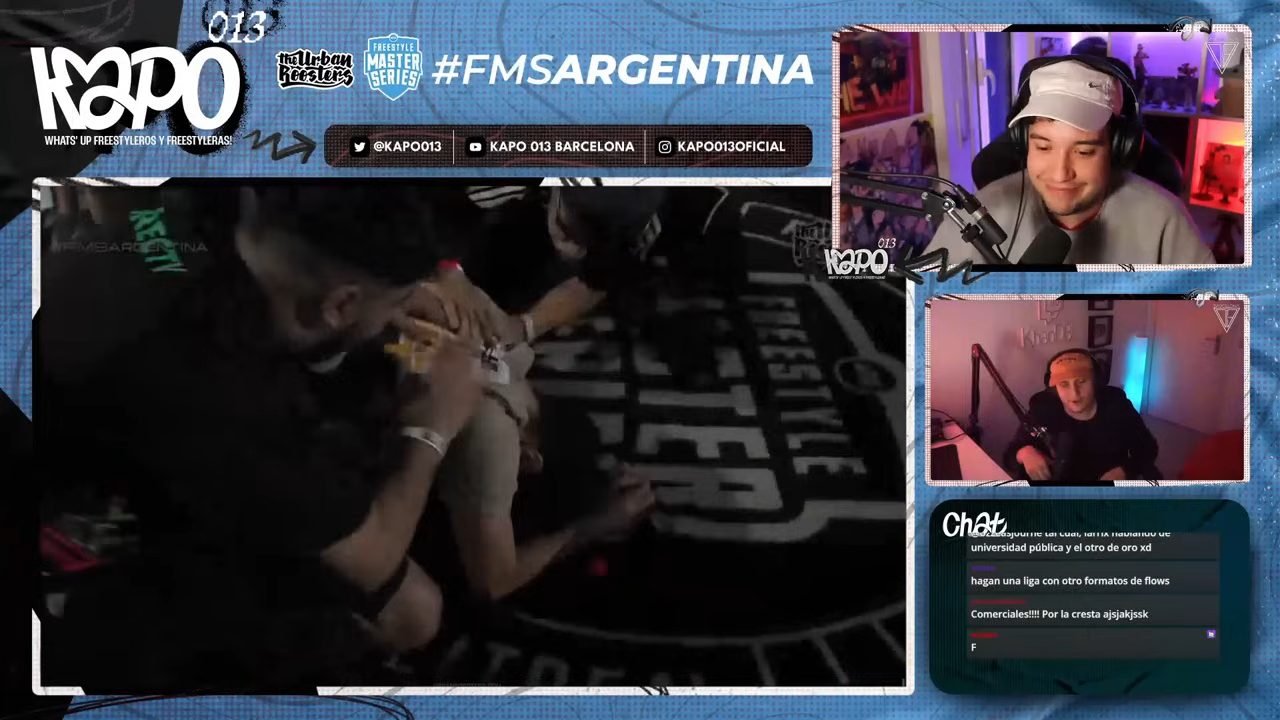 013
KAPO
WHATS' UP FREESTYLEROS Y FREESTYLERAS!
the Urban Roosters
FREESTYLE
MASTER
SERIES
#FMSARGENTINA
@KAPO013
KAPO 013 BARCELONA
KAPO013OFICIAL
#FMSARGENTINA
FREESTYLE
013
KAPO
Chat
universidad pública y el otro de oro xd
hagan una liga con otro formatos de flows
Comerciales!!!! Por la cresta ajsjakjssk
F